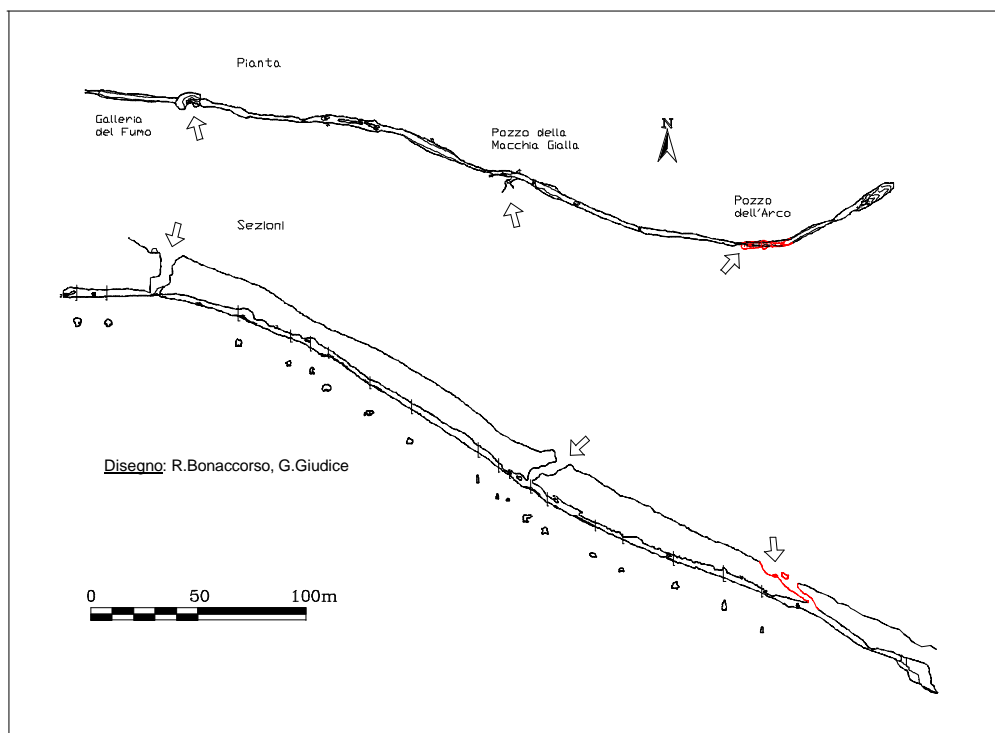 Pianta
Galleria
del Fumo
Pozzo della
Macchia Gialla
N
Pozzo
dell'Arco
Sezioni
Disegno: R.Bonaccorso, G.Giudice
0 50 100m